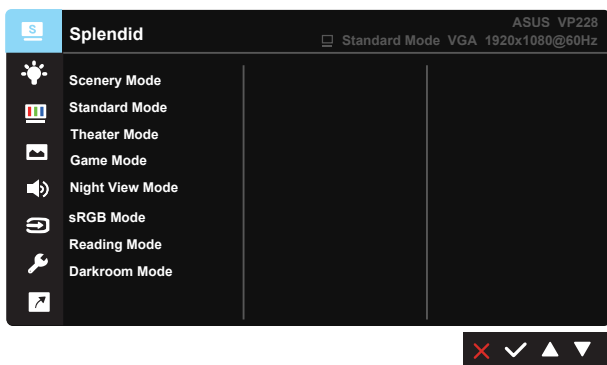 S
Splendid
ASUS VP228
Standard Mode VGA 1920x1080@60Hz
Scenery Mode
Standard Mode
Theater Mode
Game Mode
Night View Mode
sRGB Mode
Reading Mode
Darkroom Mode